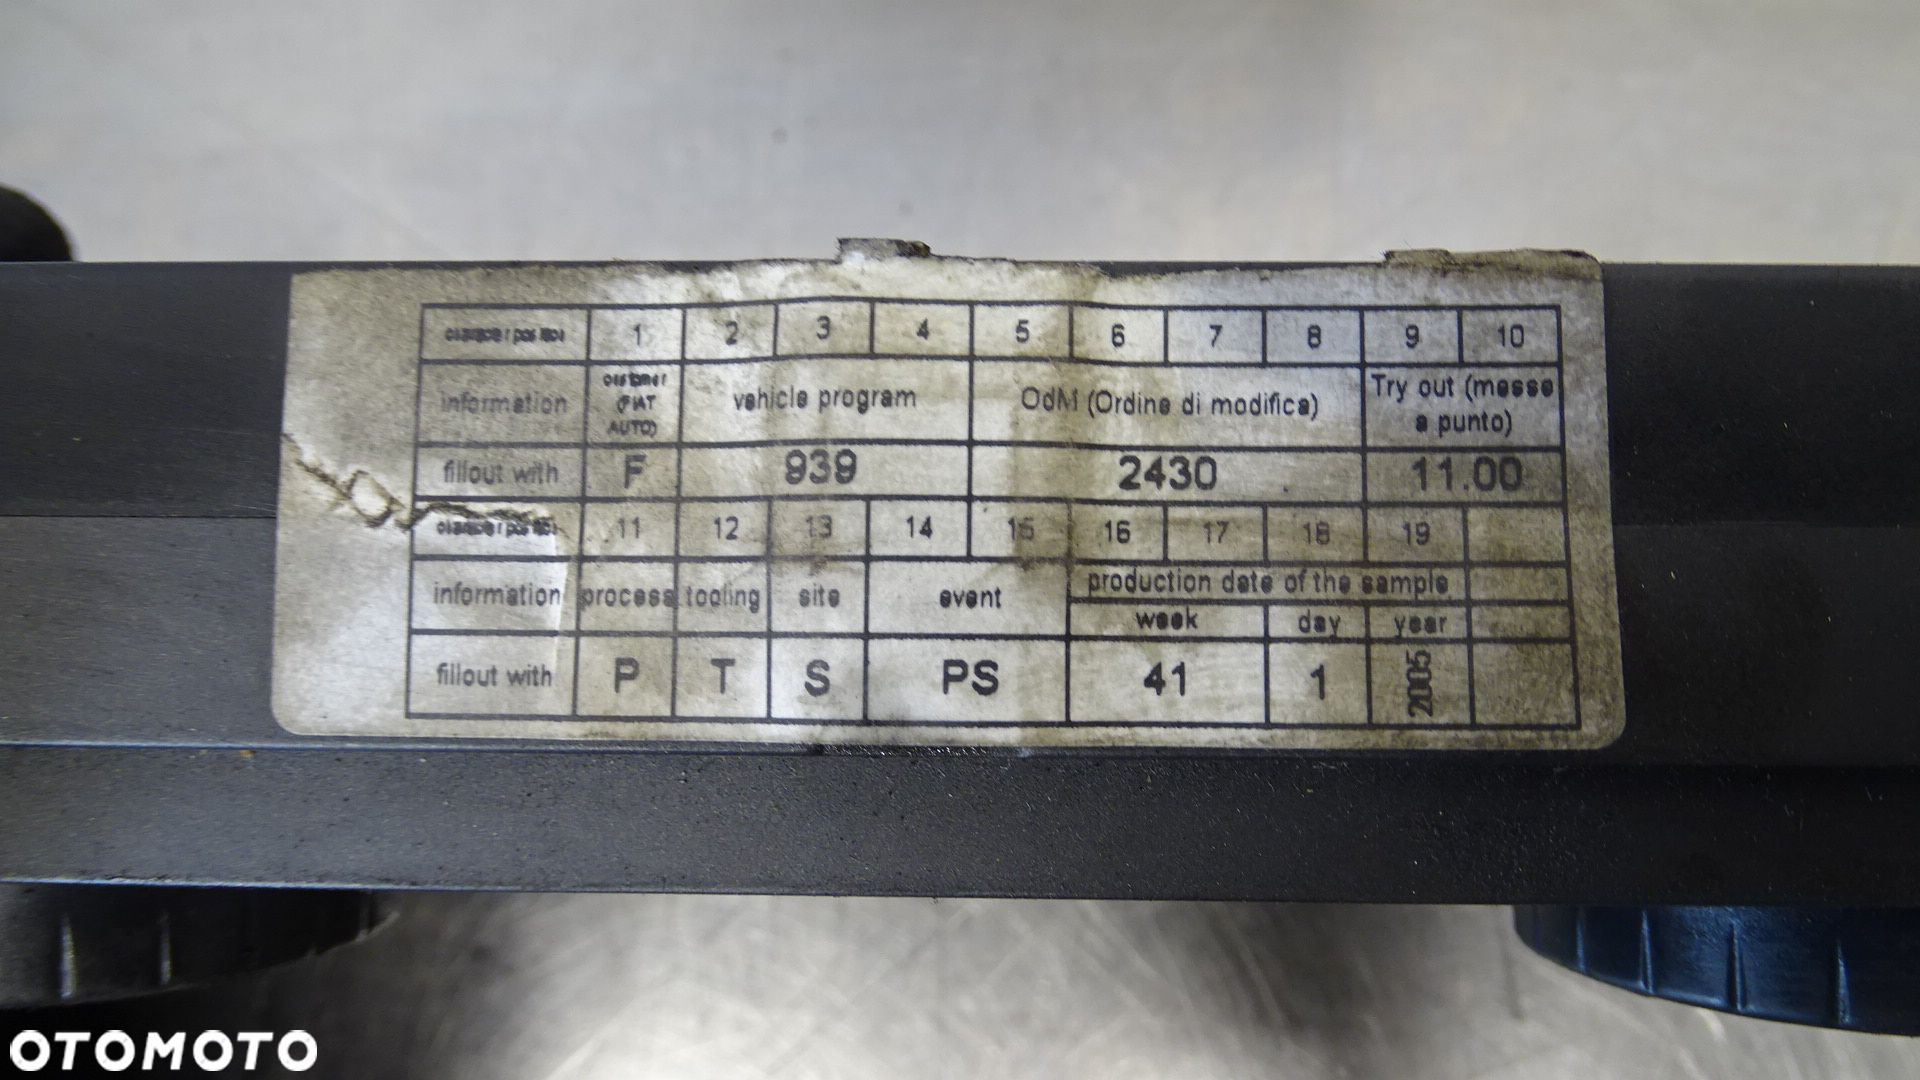 1 2 3 4 5 6 7 8 9 10
information customer (FIAT AUTO) vehicle program OdM (Ordine di modifica) Try out (messe a punto)
fillout with F 939 2430 11.00
11 12 13 14 15 16 17 18 19
information process tooling site event production date of the sample
week day year
fillout with P T S PS 41 1 2005
OTOMOTO